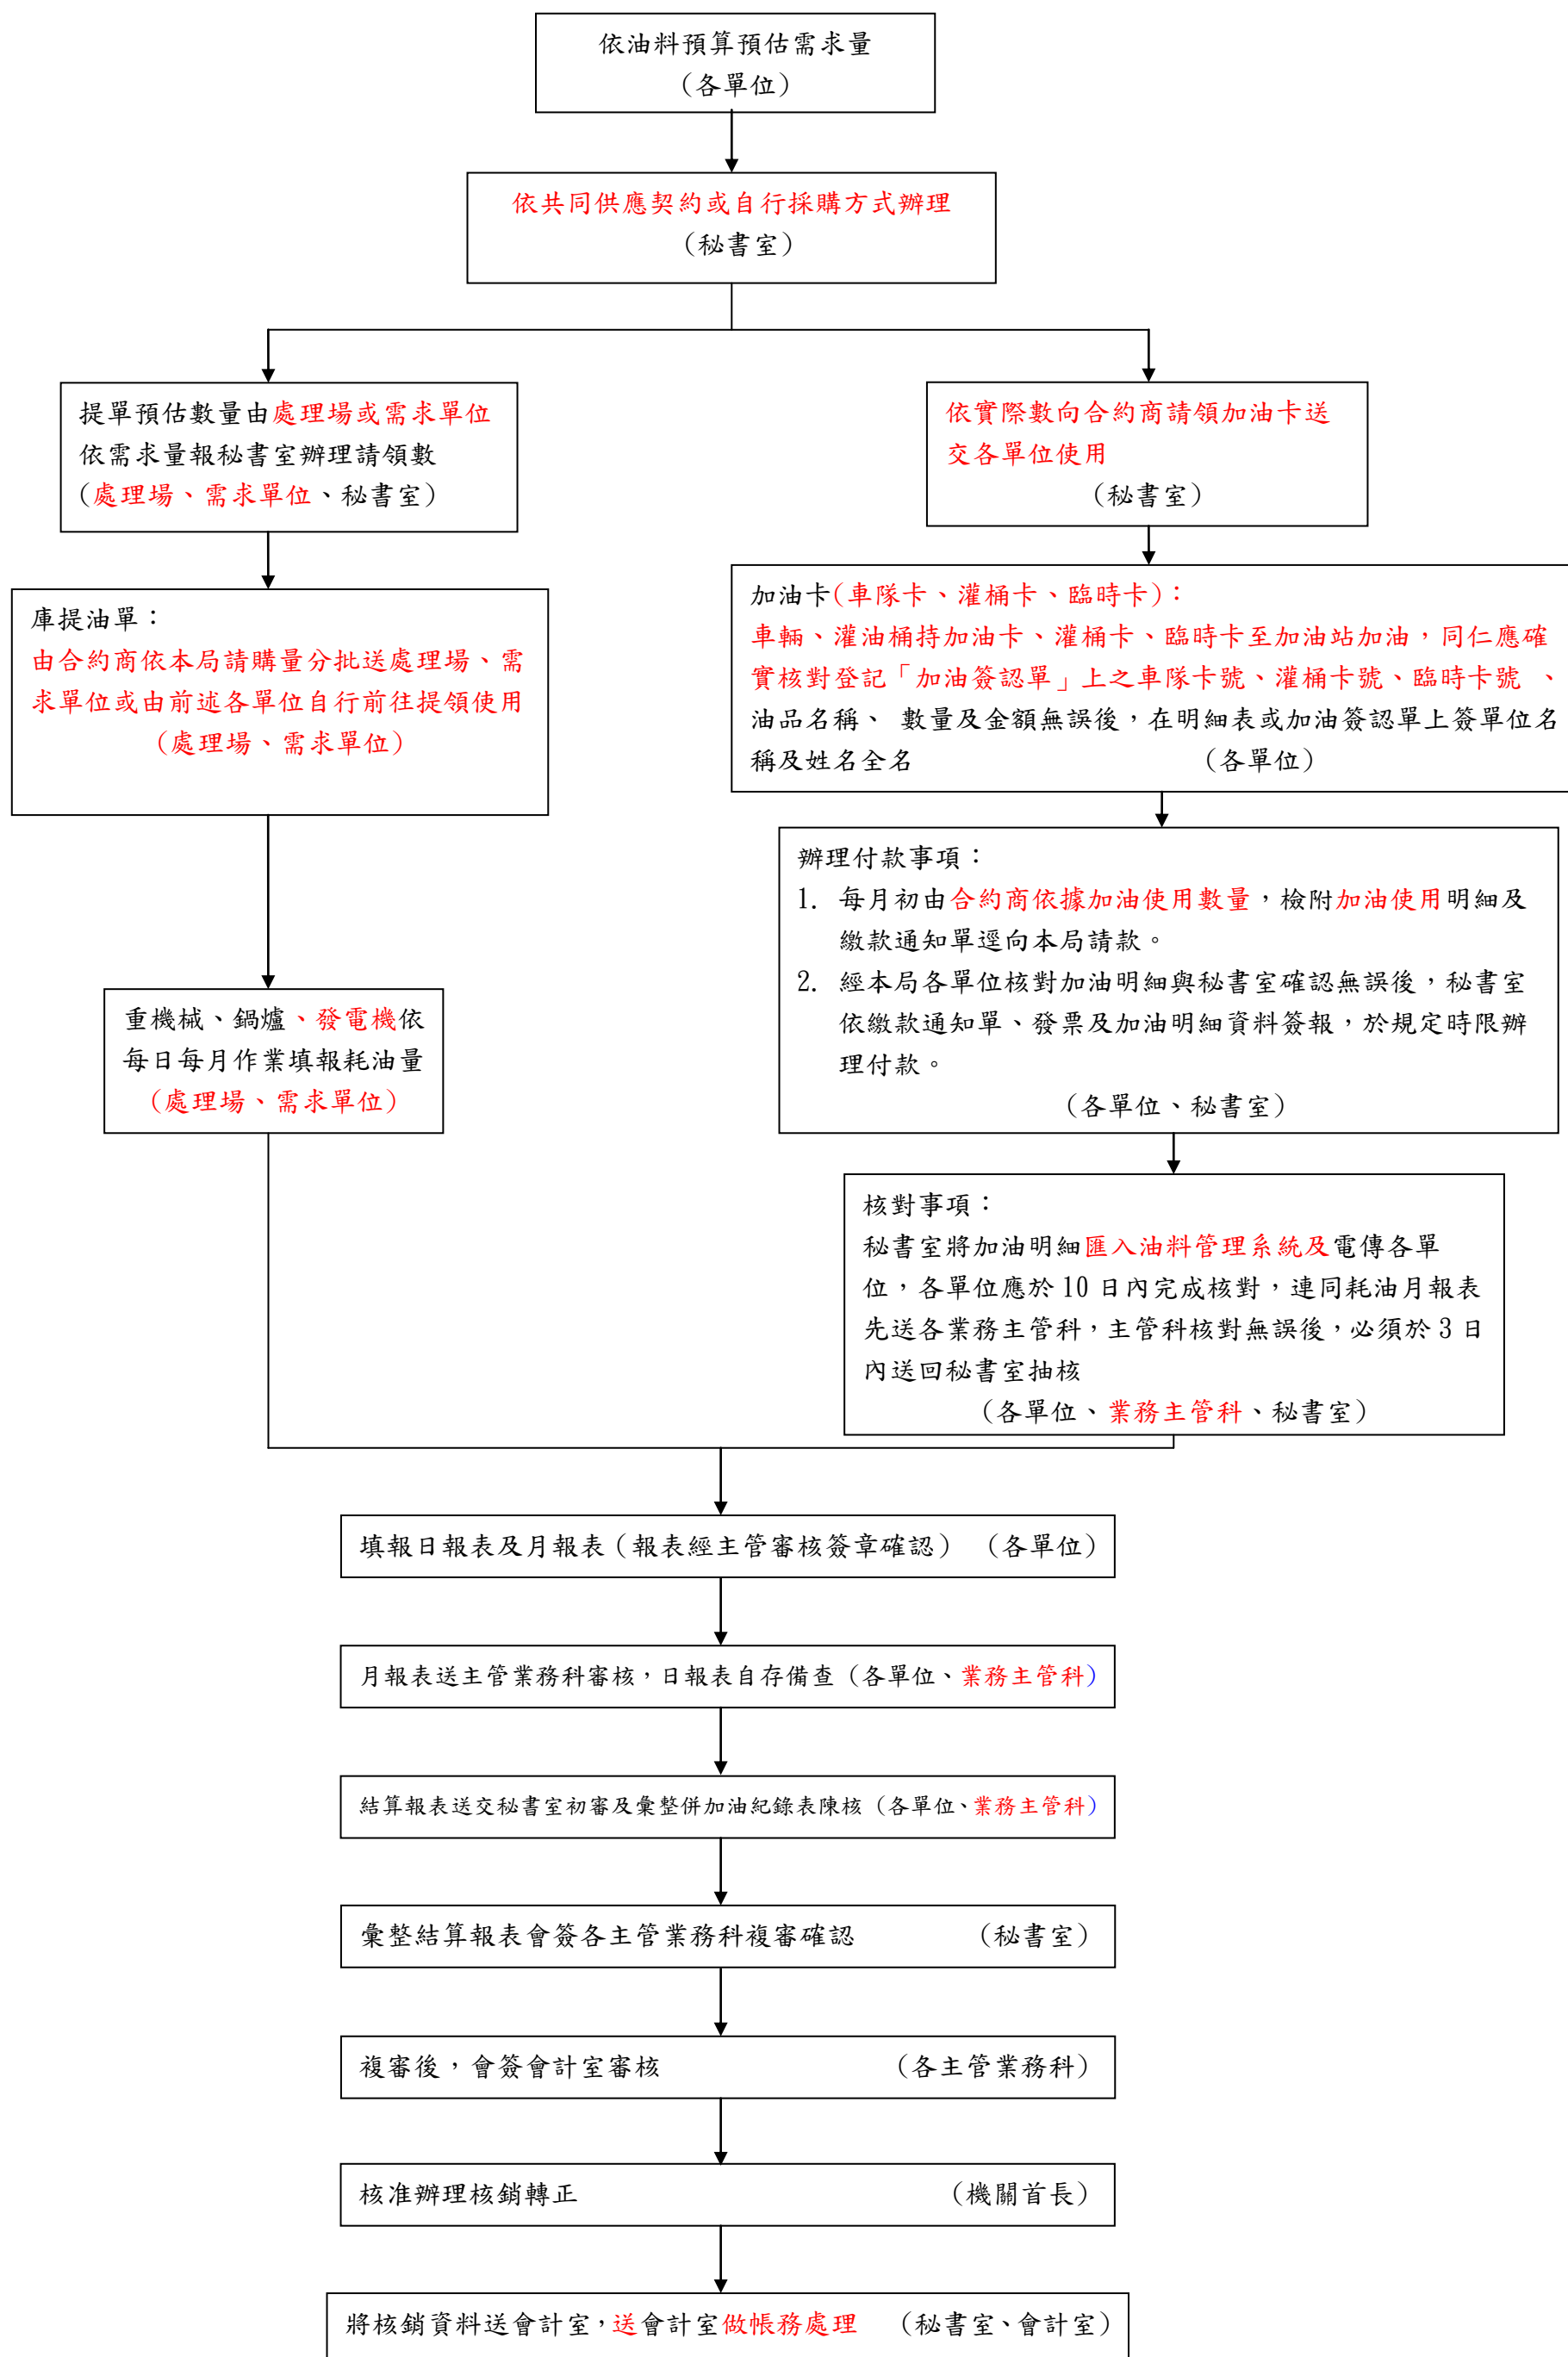 依油料預算預估需求量
(各單位)
依共同供應契約或自行採購方式辦理
(秘書室)
提單預估數量由處理場或需求單位
依需求量報秘書室辦理請領數
(處理場、需求單位、秘書室)
庫提油單：
由合約商依本局請購量分批送處理場、需
求單位或由前述各單位自行前往提領使用
(處理場、需求單位)
重機械、鍋爐、發電機依
每日每月作業填報耗油量
(處理場、需求單位)
依實際數向合約商請領加油卡送
交各單位使用
(秘書室)
加油卡(車隊卡、灌桶卡、臨時卡)：
車輛、灌油桶持加油卡、灌桶卡、臨時卡至加油站加油，同仁應確
實核對登記「加油簽認單」上之車隊卡號、灌桶卡號、臨時卡號 、
油品名稱、 數量及金額無誤後，在明細表或加油簽認單上簽單位名
稱及姓名全名 (各單位)
辦理付款事項：
1. 每月初由合約商依據加油使用數量，檢附加油使用明細及
繳款通知單逕向本局請款。
2. 經本局各單位核對加油明細與秘書室確認無誤後，秘書室
依繳款通知單、發票及加油明細資料簽報，於規定時限辦
理付款。
(各單位、秘書室)
核對事項：
秘書室將加油明細匯入油料管理系統及電傳各單
位，各單位應於 10 日內完成核對，連同耗油月報表
先送各業務主管科，主管科核對無誤後，必須於 3 日
內送回秘書室抽核
(各單位、業務主管科、秘書室)
填報日報表及月報表(報表經主管審核簽章確認) (各單位)
月報表送主管業務科審核，日報表自存備查 (各單位、業務主管科)
結算報表送交秘書室初審及彙整併加油紀錄表陳核 (各單位、業務主管科)
彙整結算報表會簽各主管業務科複審確認 (秘書室)
複審後，會簽會計室審核 (各主管業務科)
核准辦理核銷轉正 (機關首長)
將核銷資料送會計室，送會計室做帳務處理 (秘書室、會計室)